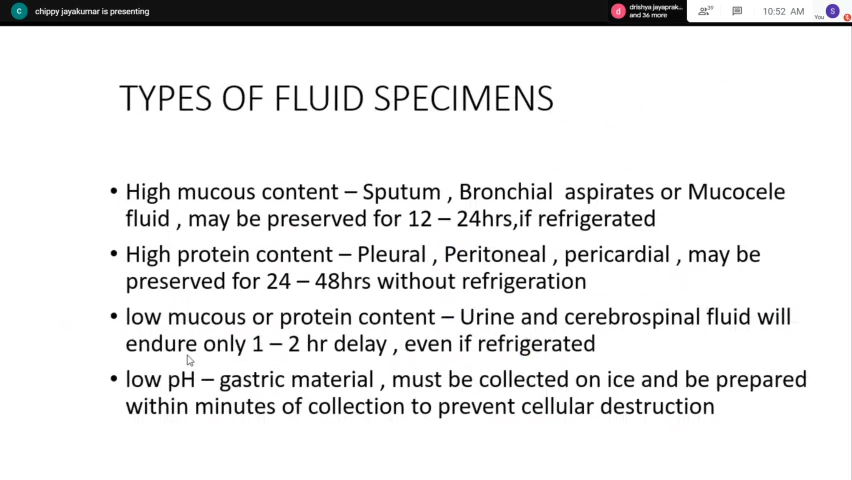 chippy jayakumar is presenting
drishya jayaprak...
and 36 more
39
10:52 AM
You
S
TYPES OF FLUID SPECIMENS
• High mucous content – Sputum , Bronchial aspirates or Mucocele
fluid , may be preserved for 12 – 24hrs,if refrigerated
• High protein content – Pleural , Peritoneal , pericardial , may be
preserved for 24 – 48hrs without refrigeration
• low mucous or protein content – Urine and cerebrospinal fluid will
endure only 1 – 2 hr delay , even if refrigerated
• low pH – gastric material , must be collected on ice and be prepared
within minutes of collection to prevent cellular destruction